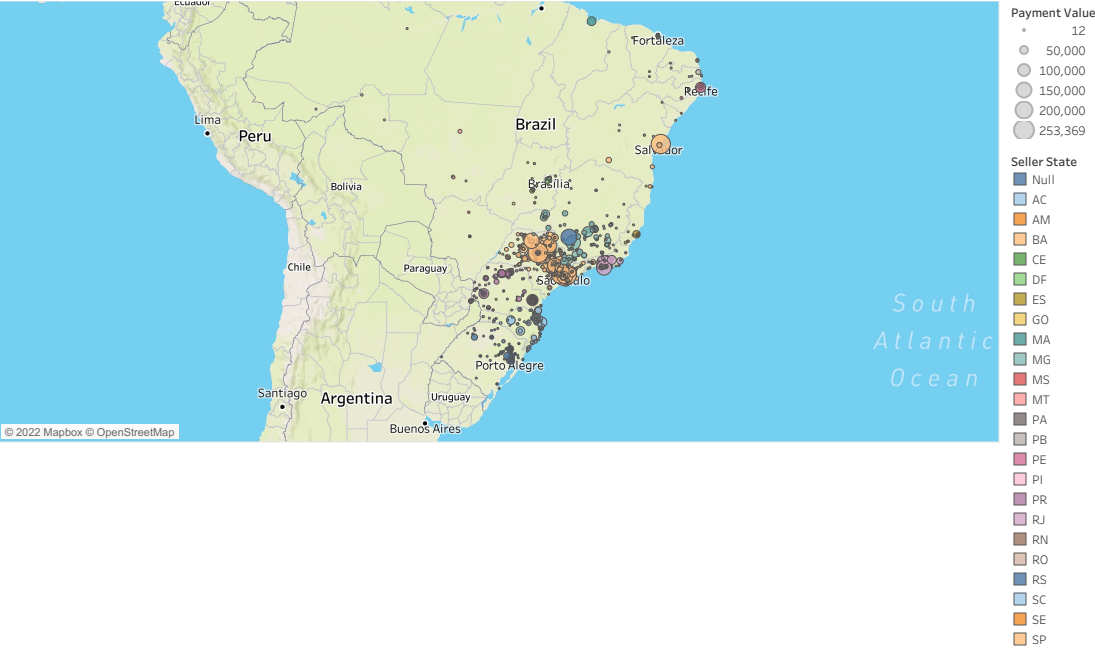 Ecuador
Fortaleza
Recife
Lima
Peru
Brazil
Salvador
Bolivia
Brasília
Chile
Paraguay
São Paulo
South
Atlantic
Ocean
Porto Alegre
Santiago
Argentina
Uruguay
Buenos Aires
© 2022 Mapbox © OpenStreetMap
Payment Value
12
50,000
100,000
150,000
200,000
253,369
Seller State
Null
AC
AM
BA
CE
DF
ES
GO
MA
MG
MS
MT
PA
PB
PE
PI
PR
RJ
RN
RO
RS
SC
SE
SP